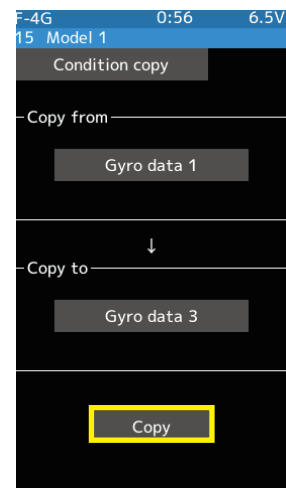 F-4G 0:56 6.5V
15 Model 1
Condition copy
Copy from
Gyro data 1
↓
Copy to
Gyro data 3
Copy